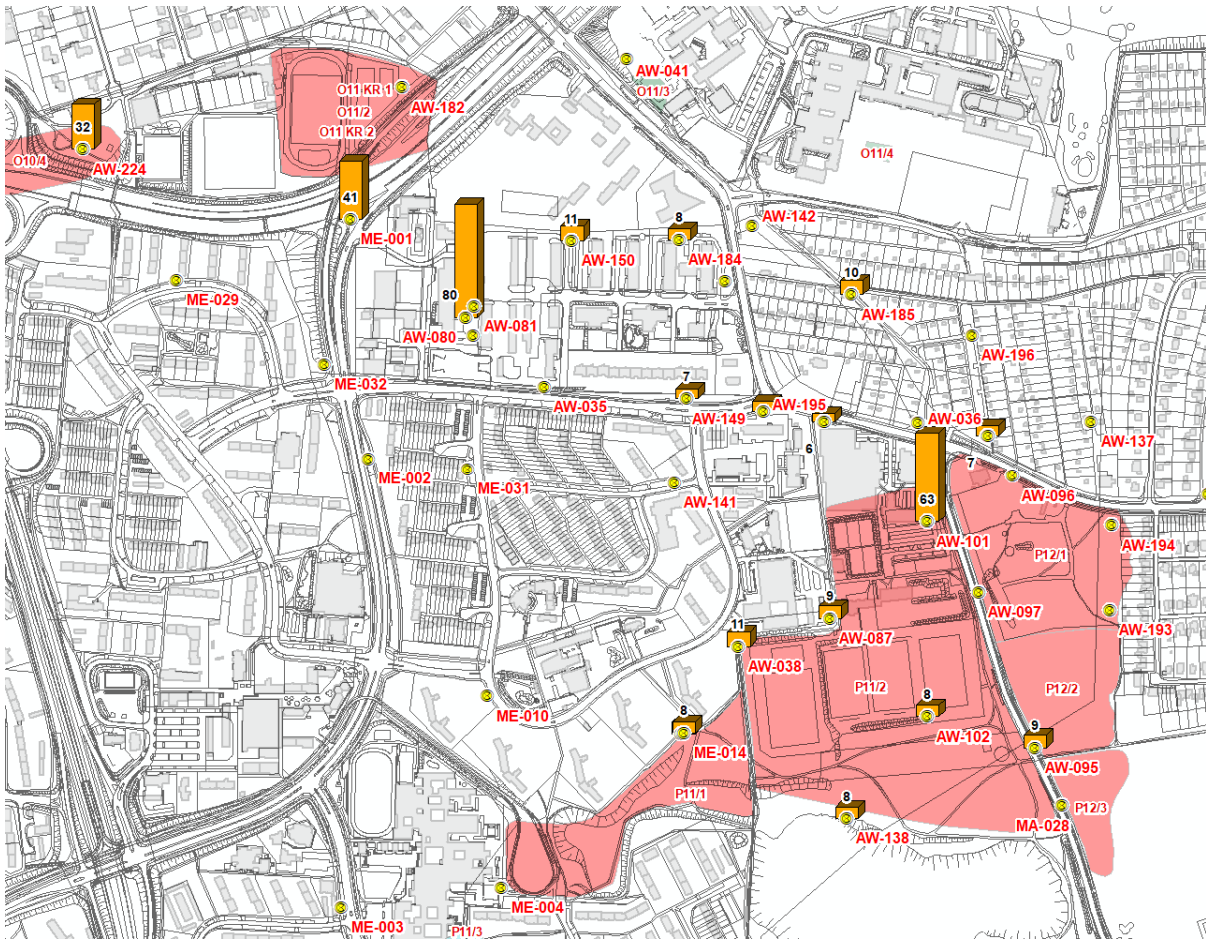 AW-041
O11 KR 1
O11/3
AW-182
O11/2
32
O11 KR 2
O11/4
O10/4
AW-224
41
11
8
AW-142
ME-001
AW-150
AW-184
10
ME-029
80
AW-185
AW-081
AW-080
AW-196
ME-032
7
AW-035
AW-195
AW-149
AW-036
AW-137
6
7
ME-002
ME-031
AW-096
AW-141
63
AW-101
AW-194
P12/1
9
AW-097
11
AW-087
AW-193
AW-038
P11/2
P12/2
ME-010
8
8
AW-102
9
ME-014
AW-095
P11/1
8
P12/3
MA-028
AW-138
ME-004
ME-003
P11/3